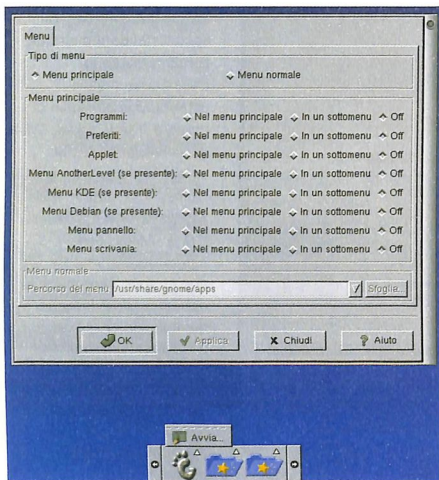 Menu
Tipo di menu
Menu principale Menu normale
Menu principale
Programmi: Nel menu principale In un sottomenu Off
Preferiti: Nel menu principale In un sottomenu Off
Applet: Nel menu principale In un sottomenu Off
Menu AnotherLevel (se presente): Nel menu principale In un sottomenu Off
Menu KDE (se presente): Nel menu principale In un sottomenu Off
Menu Debian (se presente): Nel menu principale In un sottomenu Off
Menu pannello: Nel menu principale In un sottomenu Off
Menu scrivania: Nel menu principale In un sottomenu Off
Menu normale
Percorso del menu /usr/share/gnome/apps Sfoglia...
OK Applica Chiudi Aiuto
Avvia...